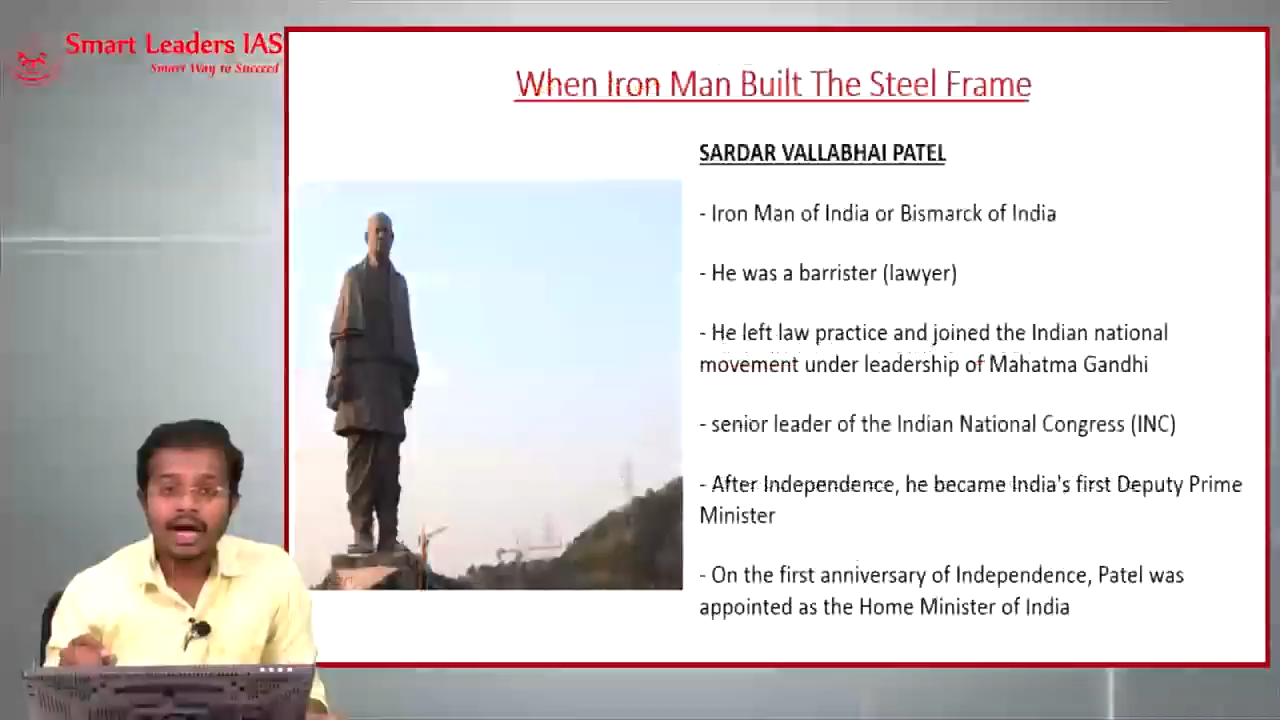 Smart Leaders IAS
Smart Way to Succeed
When Iron Man Built The Steel Frame
SARDAR VALLABHAI PATEL
- Iron Man of India or Bismarck of India
- He was a barrister (lawyer)
- He left law practice and joined the Indian national
movement under leadership of Mahatma Gandhi
- senior leader of the Indian National Congress (INC)
- After Independence, he became India's first Deputy Prime
Minister
- On the first anniversary of Independence, Patel was
appointed as the Home Minister of India